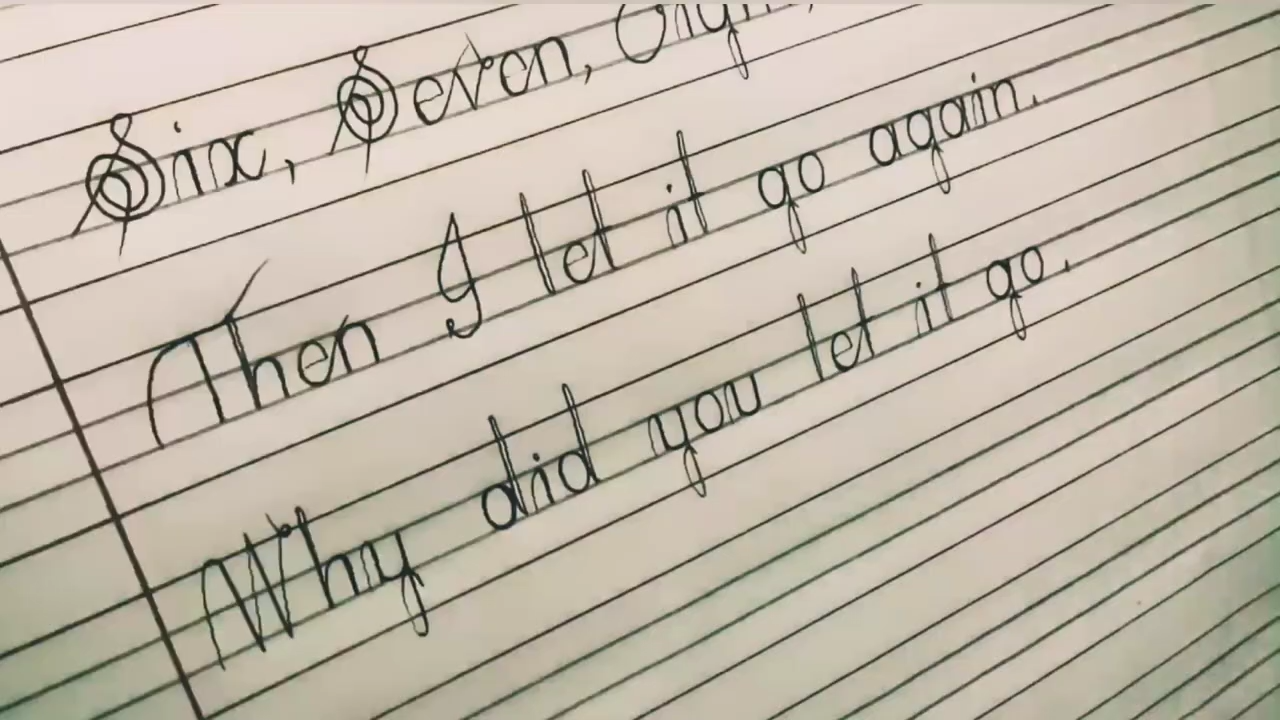 Six, Seven,
Then I let it go again.
Why did you let it go.